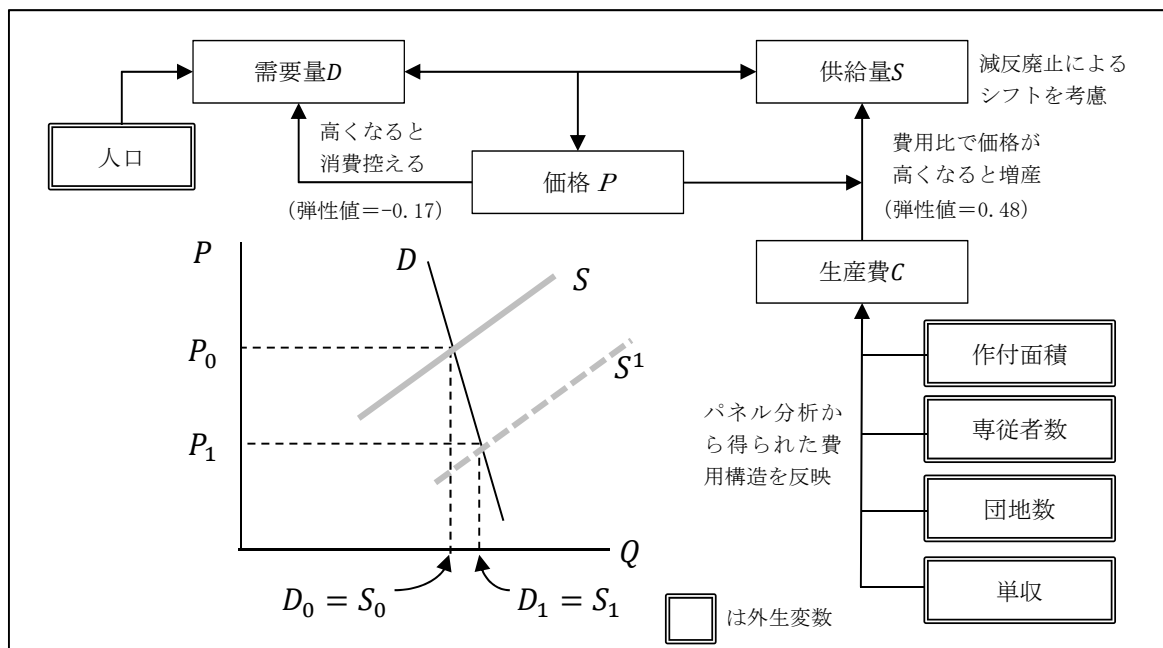 需要量D
供給量S
減反廃止による
シフトを考慮
人口
高くなると
消費控える
(弾性値=-0.17)
価格 P
費用比で価格が
高くなると増産
(弾性値=0.48)
生産費C
P
D
S
P₀
S¹
P₁
Q
D₀ = S₀
D₁ = S₁
パネル分析か
ら得られた費
用構造を反映
作付面積
専従者数
団地数
単収
は外生変数